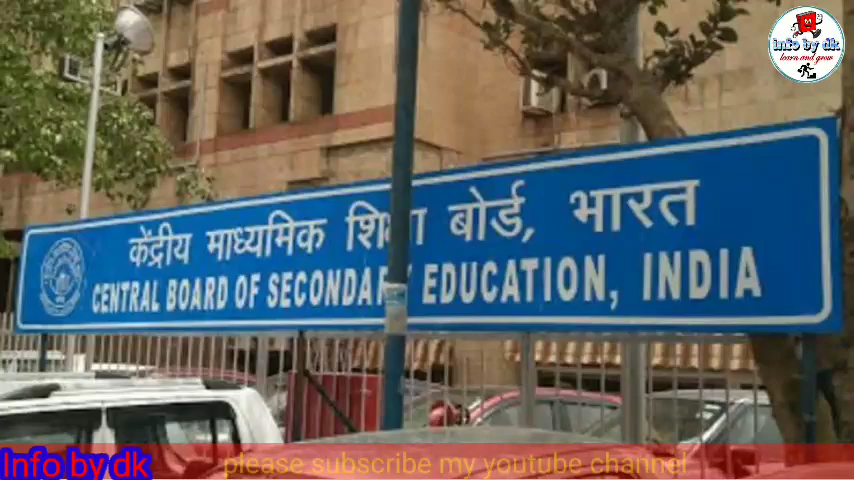 info by dk
learn and grow
केंद्रीय माध्यमिक शिक्षा बोर्ड, भारत
CENTRAL BOARD OF SECONDARY EDUCATION, INDIA
Info by dk
please subscribe my youtube channel